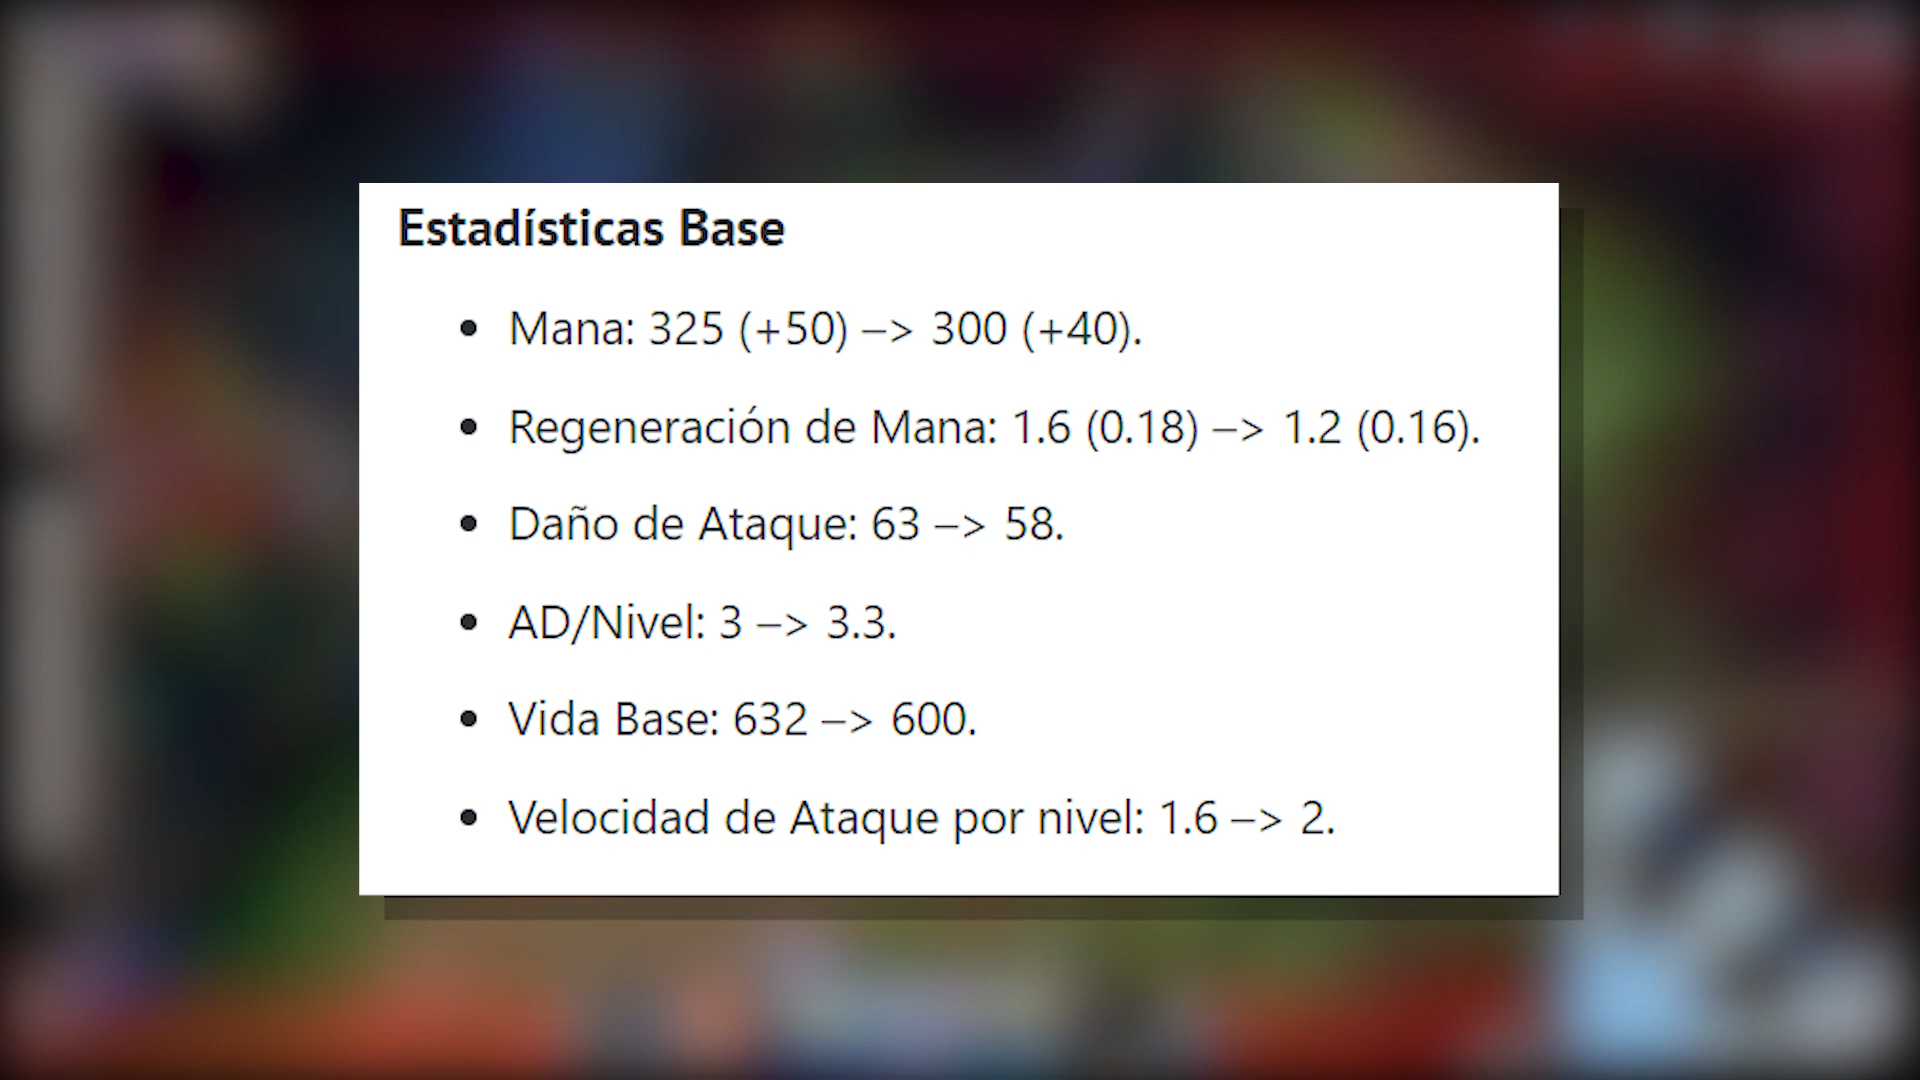 Estadísticas Base
• Mana: 325 (+50) –> 300 (+40).
• Regeneración de Mana: 1.6 (0.18) –> 1.2 (0.16).
• Daño de Ataque: 63 –> 58.
• AD/Nivel: 3 –> 3.3.
• Vida Base: 632 –> 600.
• Velocidad de Ataque por nivel: 1.6 –> 2.